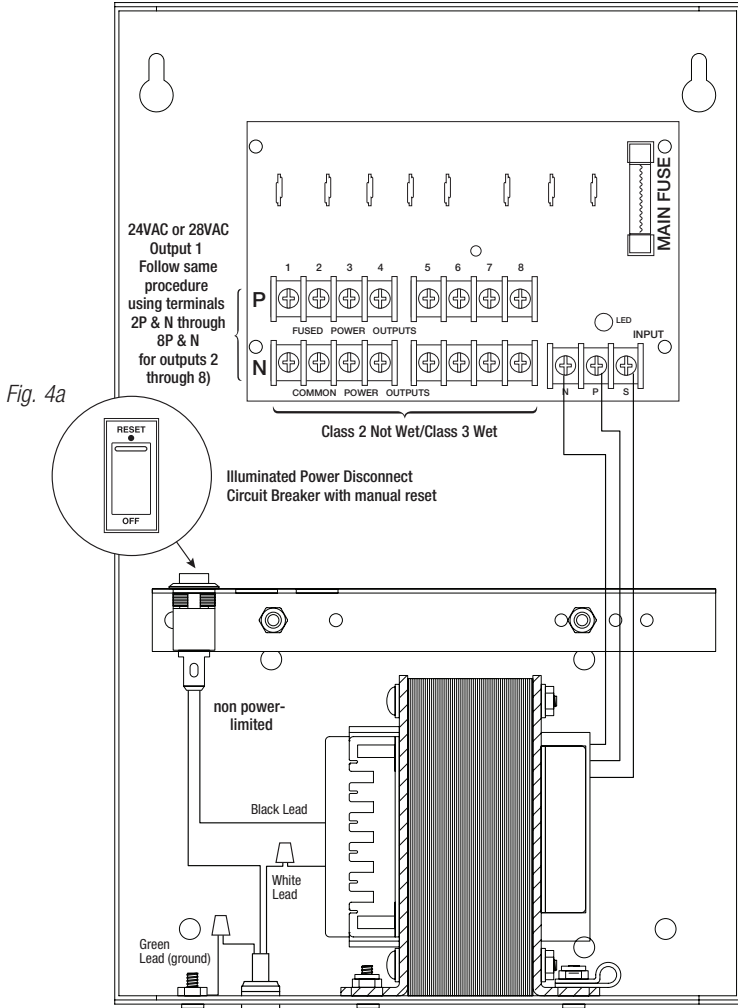 MAIN FUSE
24VAC or 28VAC
Output 1
Follow same
procedure
using terminals
2P & N through
8P & N
for outputs 2
through 8)
1 2 3 4 5 6 7 8
P
FUSED POWER OUTPUTS
LED
INPUT
N
COMMON POWER OUTPUTS
N P S
Class 2 Not Wet/Class 3 Wet
Fig. 4a
RESET
OFF
Illuminated Power Disconnect
Circuit Breaker with manual reset
non power-
limited
Black Lead
White
Lead
Green
Lead (ground)